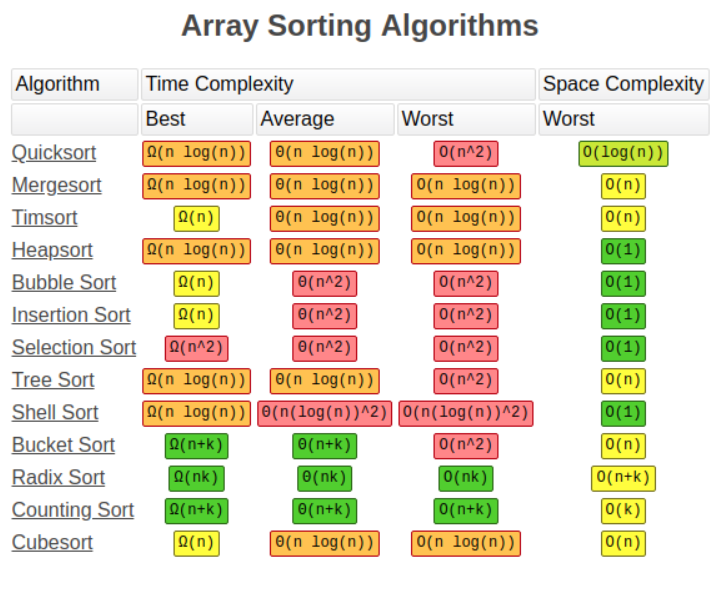 Array Sorting Algorithms
Algorithm Time Complexity Space Complexity
Best Average Worst Worst
Quicksort Ω(n log(n)) Θ(n log(n)) O(n^2) O(log(n))
Mergesort Ω(n log(n)) Θ(n log(n)) O(n log(n)) O(n)
Timsort Ω(n) Θ(n log(n)) O(n log(n)) O(n)
Heapsort Ω(n log(n)) Θ(n log(n)) O(n log(n)) O(1)
Bubble Sort Ω(n) Θ(n^2) O(n^2) O(1)
Insertion Sort Ω(n) Θ(n^2) O(n^2) O(1)
Selection Sort Ω(n^2) Θ(n^2) O(n^2) O(1)
Tree Sort Ω(n log(n)) Θ(n log(n)) O(n^2) O(n)
Shell Sort Ω(n log(n)) Θ(n(log(n))^2) O(n(log(n))^2) O(1)
Bucket Sort Ω(n+k) Θ(n+k) O(n^2) O(n)
Radix Sort Ω(nk) Θ(nk) O(nk) O(n+k)
Counting Sort Ω(n+k) Θ(n+k) O(n+k) O(k)
Cubesort Ω(n) Θ(n log(n)) O(n log(n)) O(n)